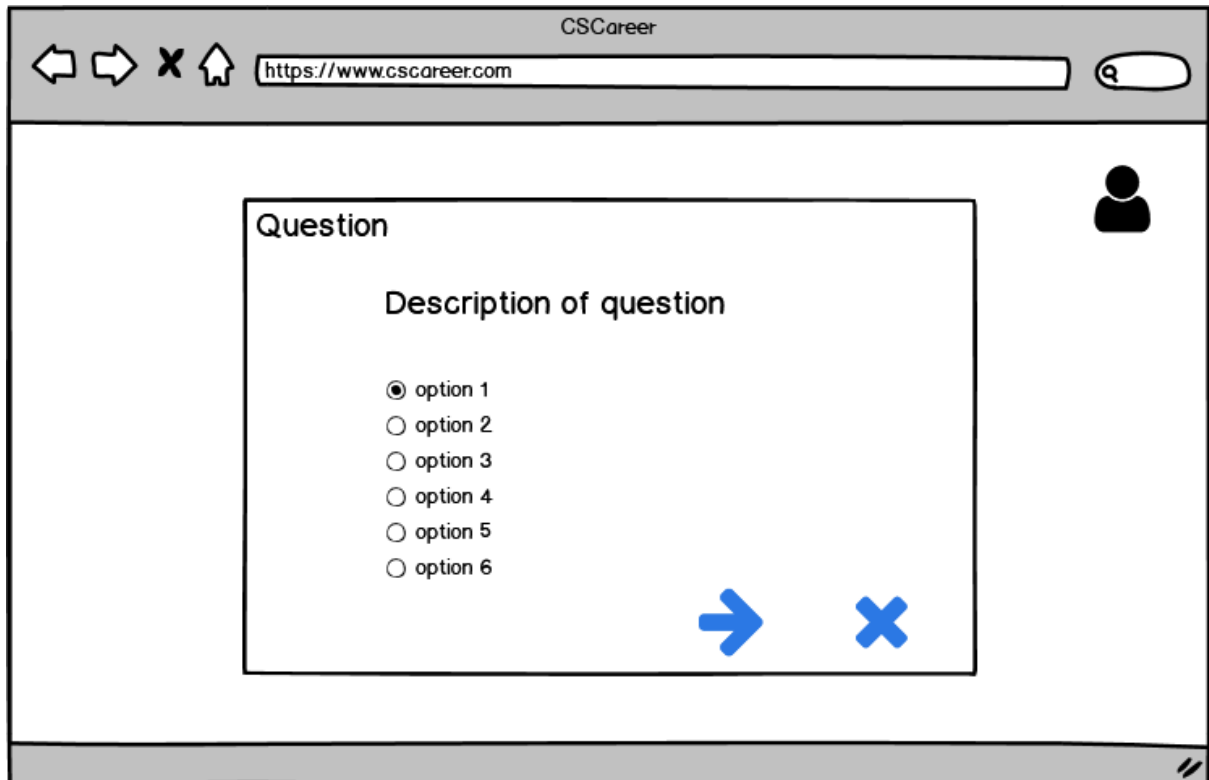 CSCareer
https://www.cscareer.com
Question
Description of question
option 1
option 2
option 3
option 4
option 5
option 6